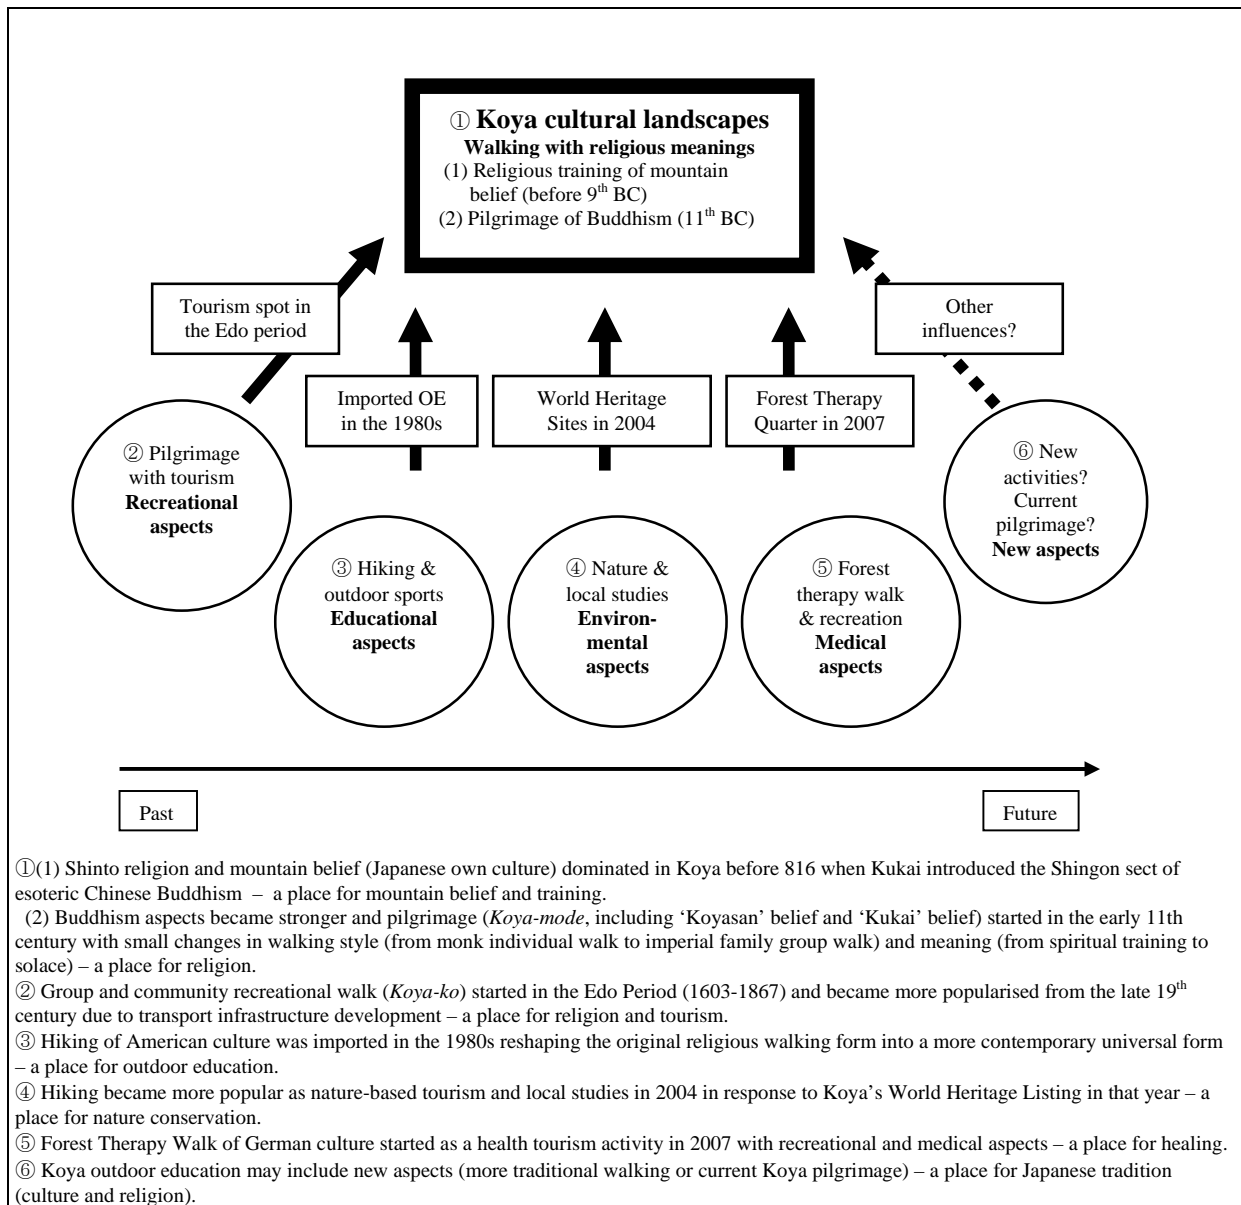 ① Koya cultural landscapes
Walking with religious meanings
(1) Religious training of mountain
belief (before 9th BC)
(2) Pilgrimage of Buddhism (11th BC)
Tourism spot in
the Edo period
Other
influences?
Imported OE
in the 1980s
World Heritage
Sites in 2004
Forest Therapy
Quarter in 2007
② Pilgrimage
with tourism
Recreational
aspects
⑥ New
activities?
Current
pilgrimage?
New aspects
③ Hiking &
outdoor sports
Educational
aspects
④ Nature &
local studies
Environ-
mental
aspects
⑤ Forest
therapy walk
& recreation
Medical
aspects
Past
Future
①(1) Shinto religion and mountain belief (Japanese own culture) dominated in Koya before 816 when Kukai introduced the Shingon sect of
esoteric Chinese Buddhism – a place for mountain belief and training.
(2) Buddhism aspects became stronger and pilgrimage (Koya-mode, including ‘Koyasan’ belief and ‘Kukai’ belief) started in the early 11th
century with small changes in walking style (from monk individual walk to imperial family group walk) and meaning (from spiritual training to
solace) – a place for religion.
② Group and community recreational walk (Koya-ko) started in the Edo Period (1603-1867) and became more popularised from the late 19th
century due to transport infrastructure development – a place for religion and tourism.
③ Hiking of American culture was imported in the 1980s reshaping the original religious walking form into a more contemporary universal form
– a place for outdoor education.
④ Hiking became more popular as nature-based tourism and local studies in 2004 in response to Koya’s World Heritage Listing in that year – a
place for nature conservation.
⑤ Forest Therapy Walk of German culture started as a health tourism activity in 2007 with recreational and medical aspects – a place for healing.
⑥ Koya outdoor education may include new aspects (more traditional walking or current Koya pilgrimage) – a place for Japanese tradition
(culture and religion).